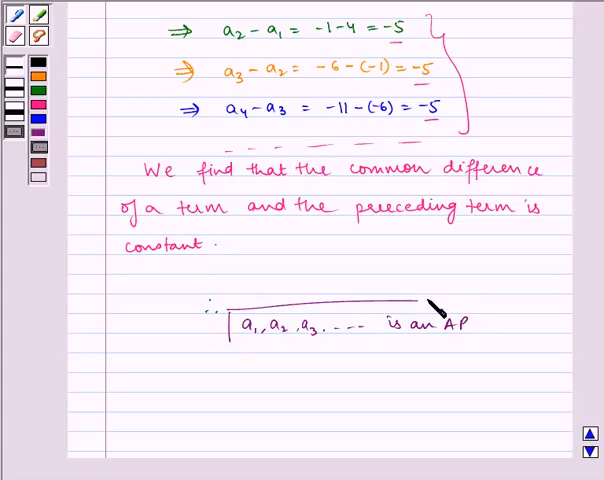 ⇒ a₂ - a₁ = -1 - 4 = -5
⇒ a₃ - a₂ = -6 - (-1) = -5
⇒ a₄ - a₃ = -11 - (-6) = -5
We find that the common difference
of a term and the preceding term is
constant.
∴ a₁, a₂, a₃, ---- is an AP